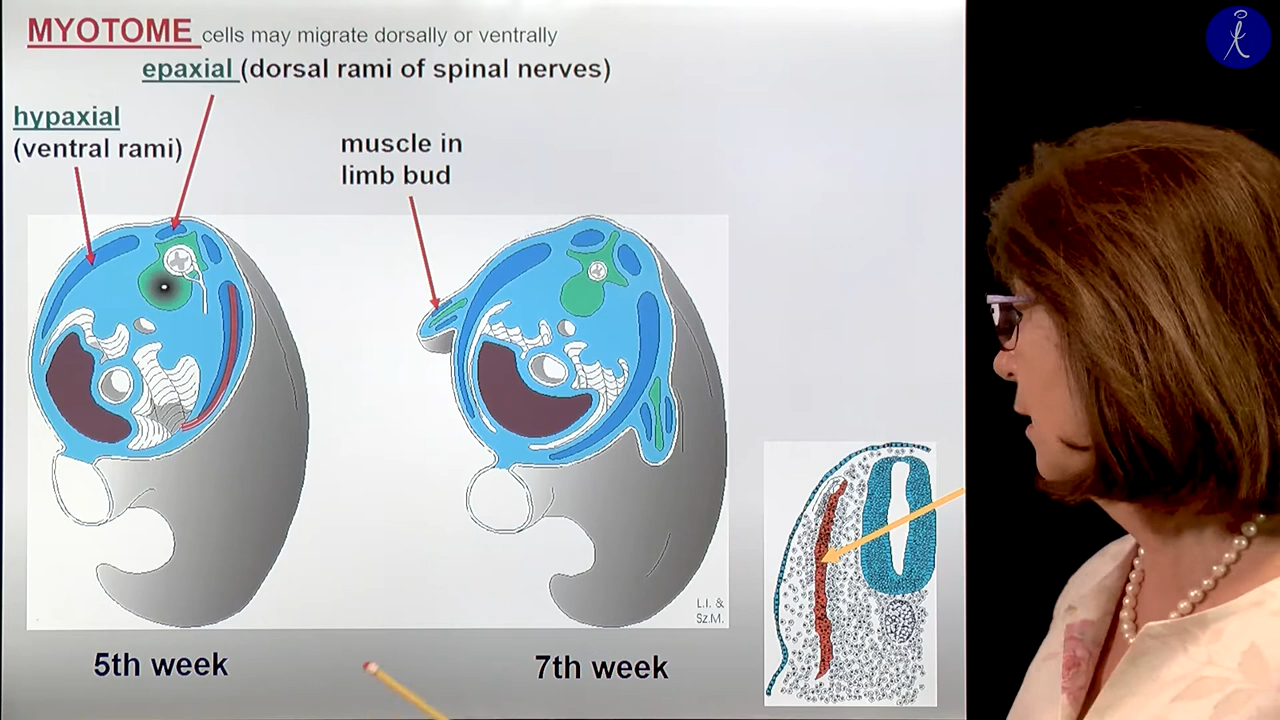 MYOTOME cells may migrate dorsally or ventrally
epaxial (dorsal rami of spinal nerves)
hypaxial
(ventral rami)
muscle in
limb bud
L.I. &
Sz.M.
5th week
7th week